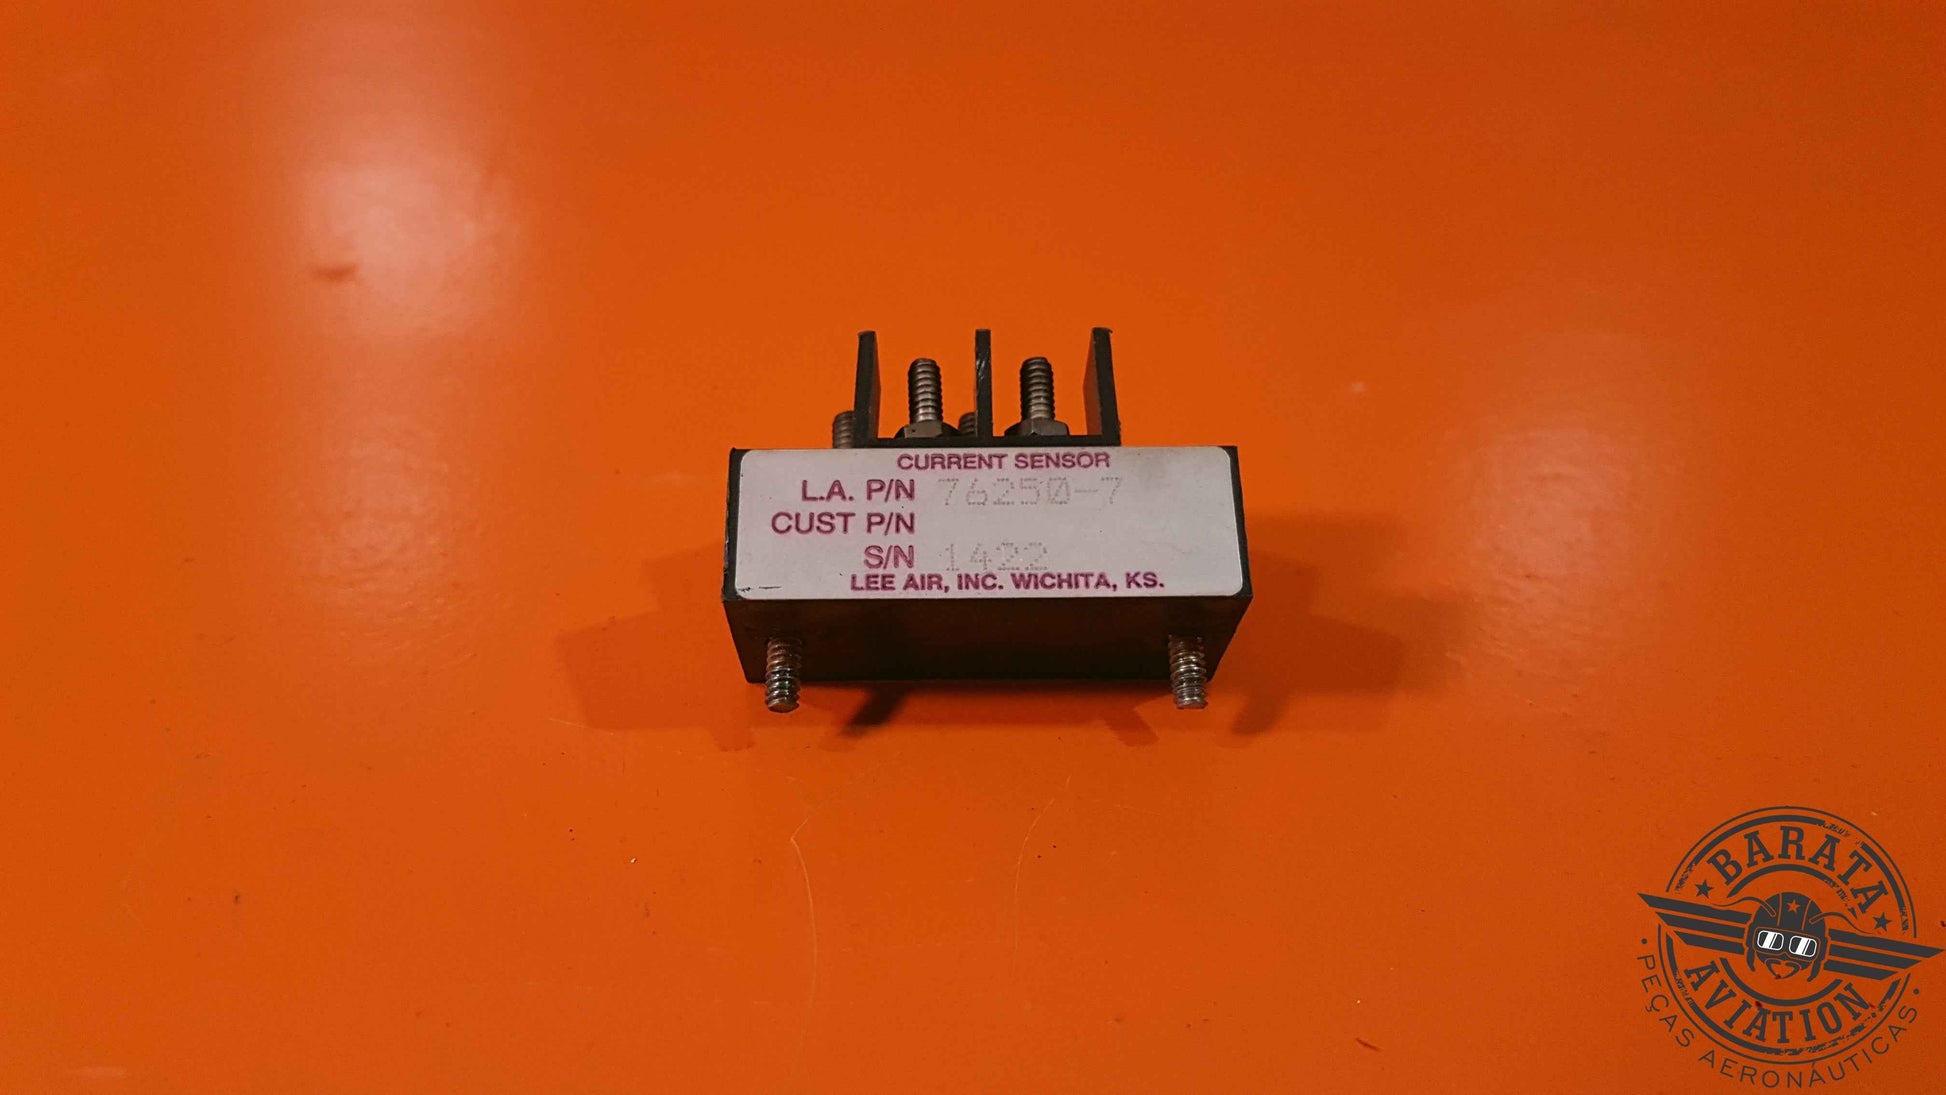 CURRENT SENSOR
L.A. P/N 76250-7
CUST P/N
S/N 1422
LEE AIR, INC. WICHITA, KS.
BARATA
AVIATION
PEÇAS AERONÁUTICAS